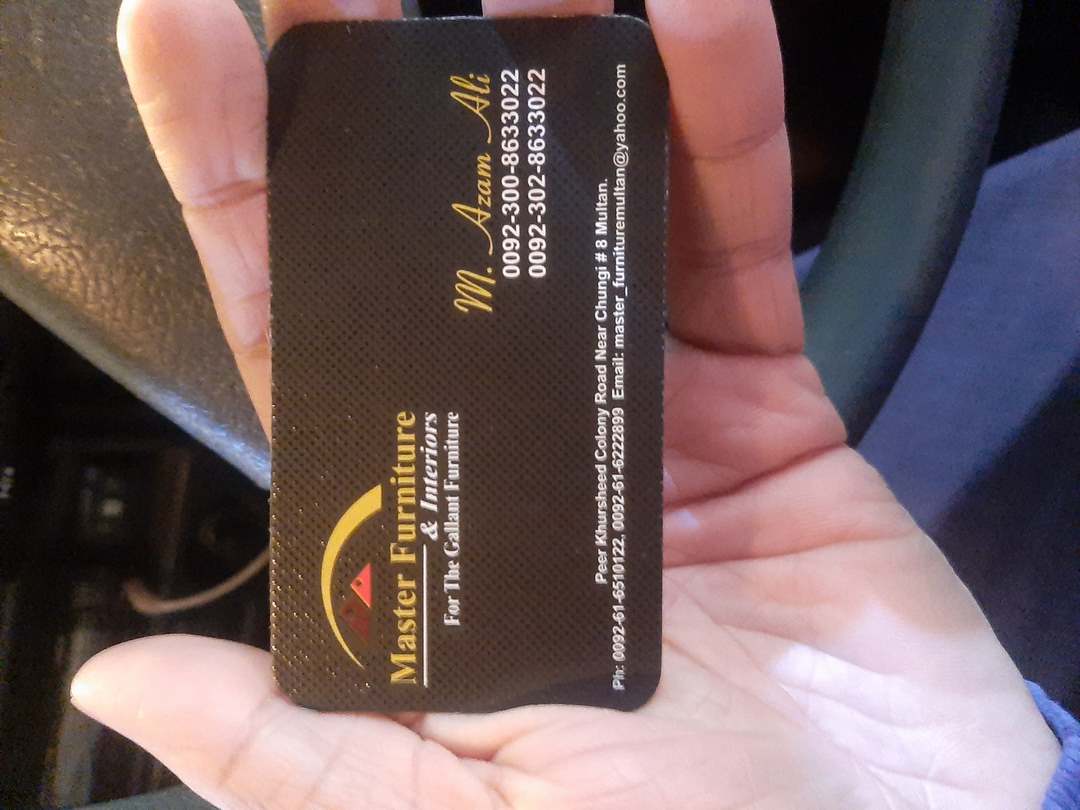 Master Furniture
& Interiors
For The Gallant Furniture
M. Azam Ali
0092-300-8633022
0092-302-8633022
Peer Khursheed Colony Road Near Chungi # 8 Multan.
Ph: 0092-61-6510122, 0092-61-6222899 Email: master_furnituremultan@yahoo.com